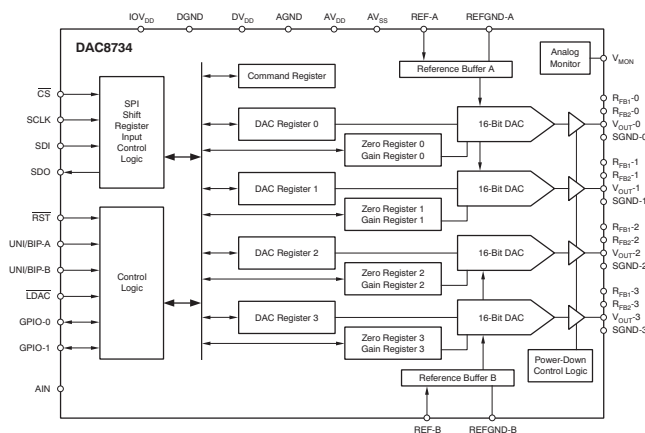 IOVDD
DGND
DVDD
AGND
AVDD
AVSS
REF-A
REFGND-A
DAC8734
Command Register
Reference Buffer A
Analog Monitor
VMON
CS
SCLK
SDI
SDO
SPI
Shift
Register
Input
Control
Logic
DAC Register 0
16-Bit DAC
Zero Register 0
Gain Register 0
RFB1-0
RFB2-0
VOUT-0
SGND-0
DAC Register 1
16-Bit DAC
Zero Register 1
Gain Register 1
RFB1-1
RFB2-1
VOUT-1
SGND-1
RST
UNI/BIP-A
UNI/BIP-B
LDAC
GPIO-0
GPIO-1
Control
Logic
DAC Register 2
16-Bit DAC
Zero Register 2
Gain Register 2
RFB1-2
RFB2-2
VOUT-2
SGND-2
DAC Register 3
16-Bit DAC
Zero Register 3
Gain Register 3
RFB1-3
RFB2-3
VOUT-3
SGND-3
AIN
Reference Buffer B
Power-Down
Control Logic
REF-B
REFGND-B